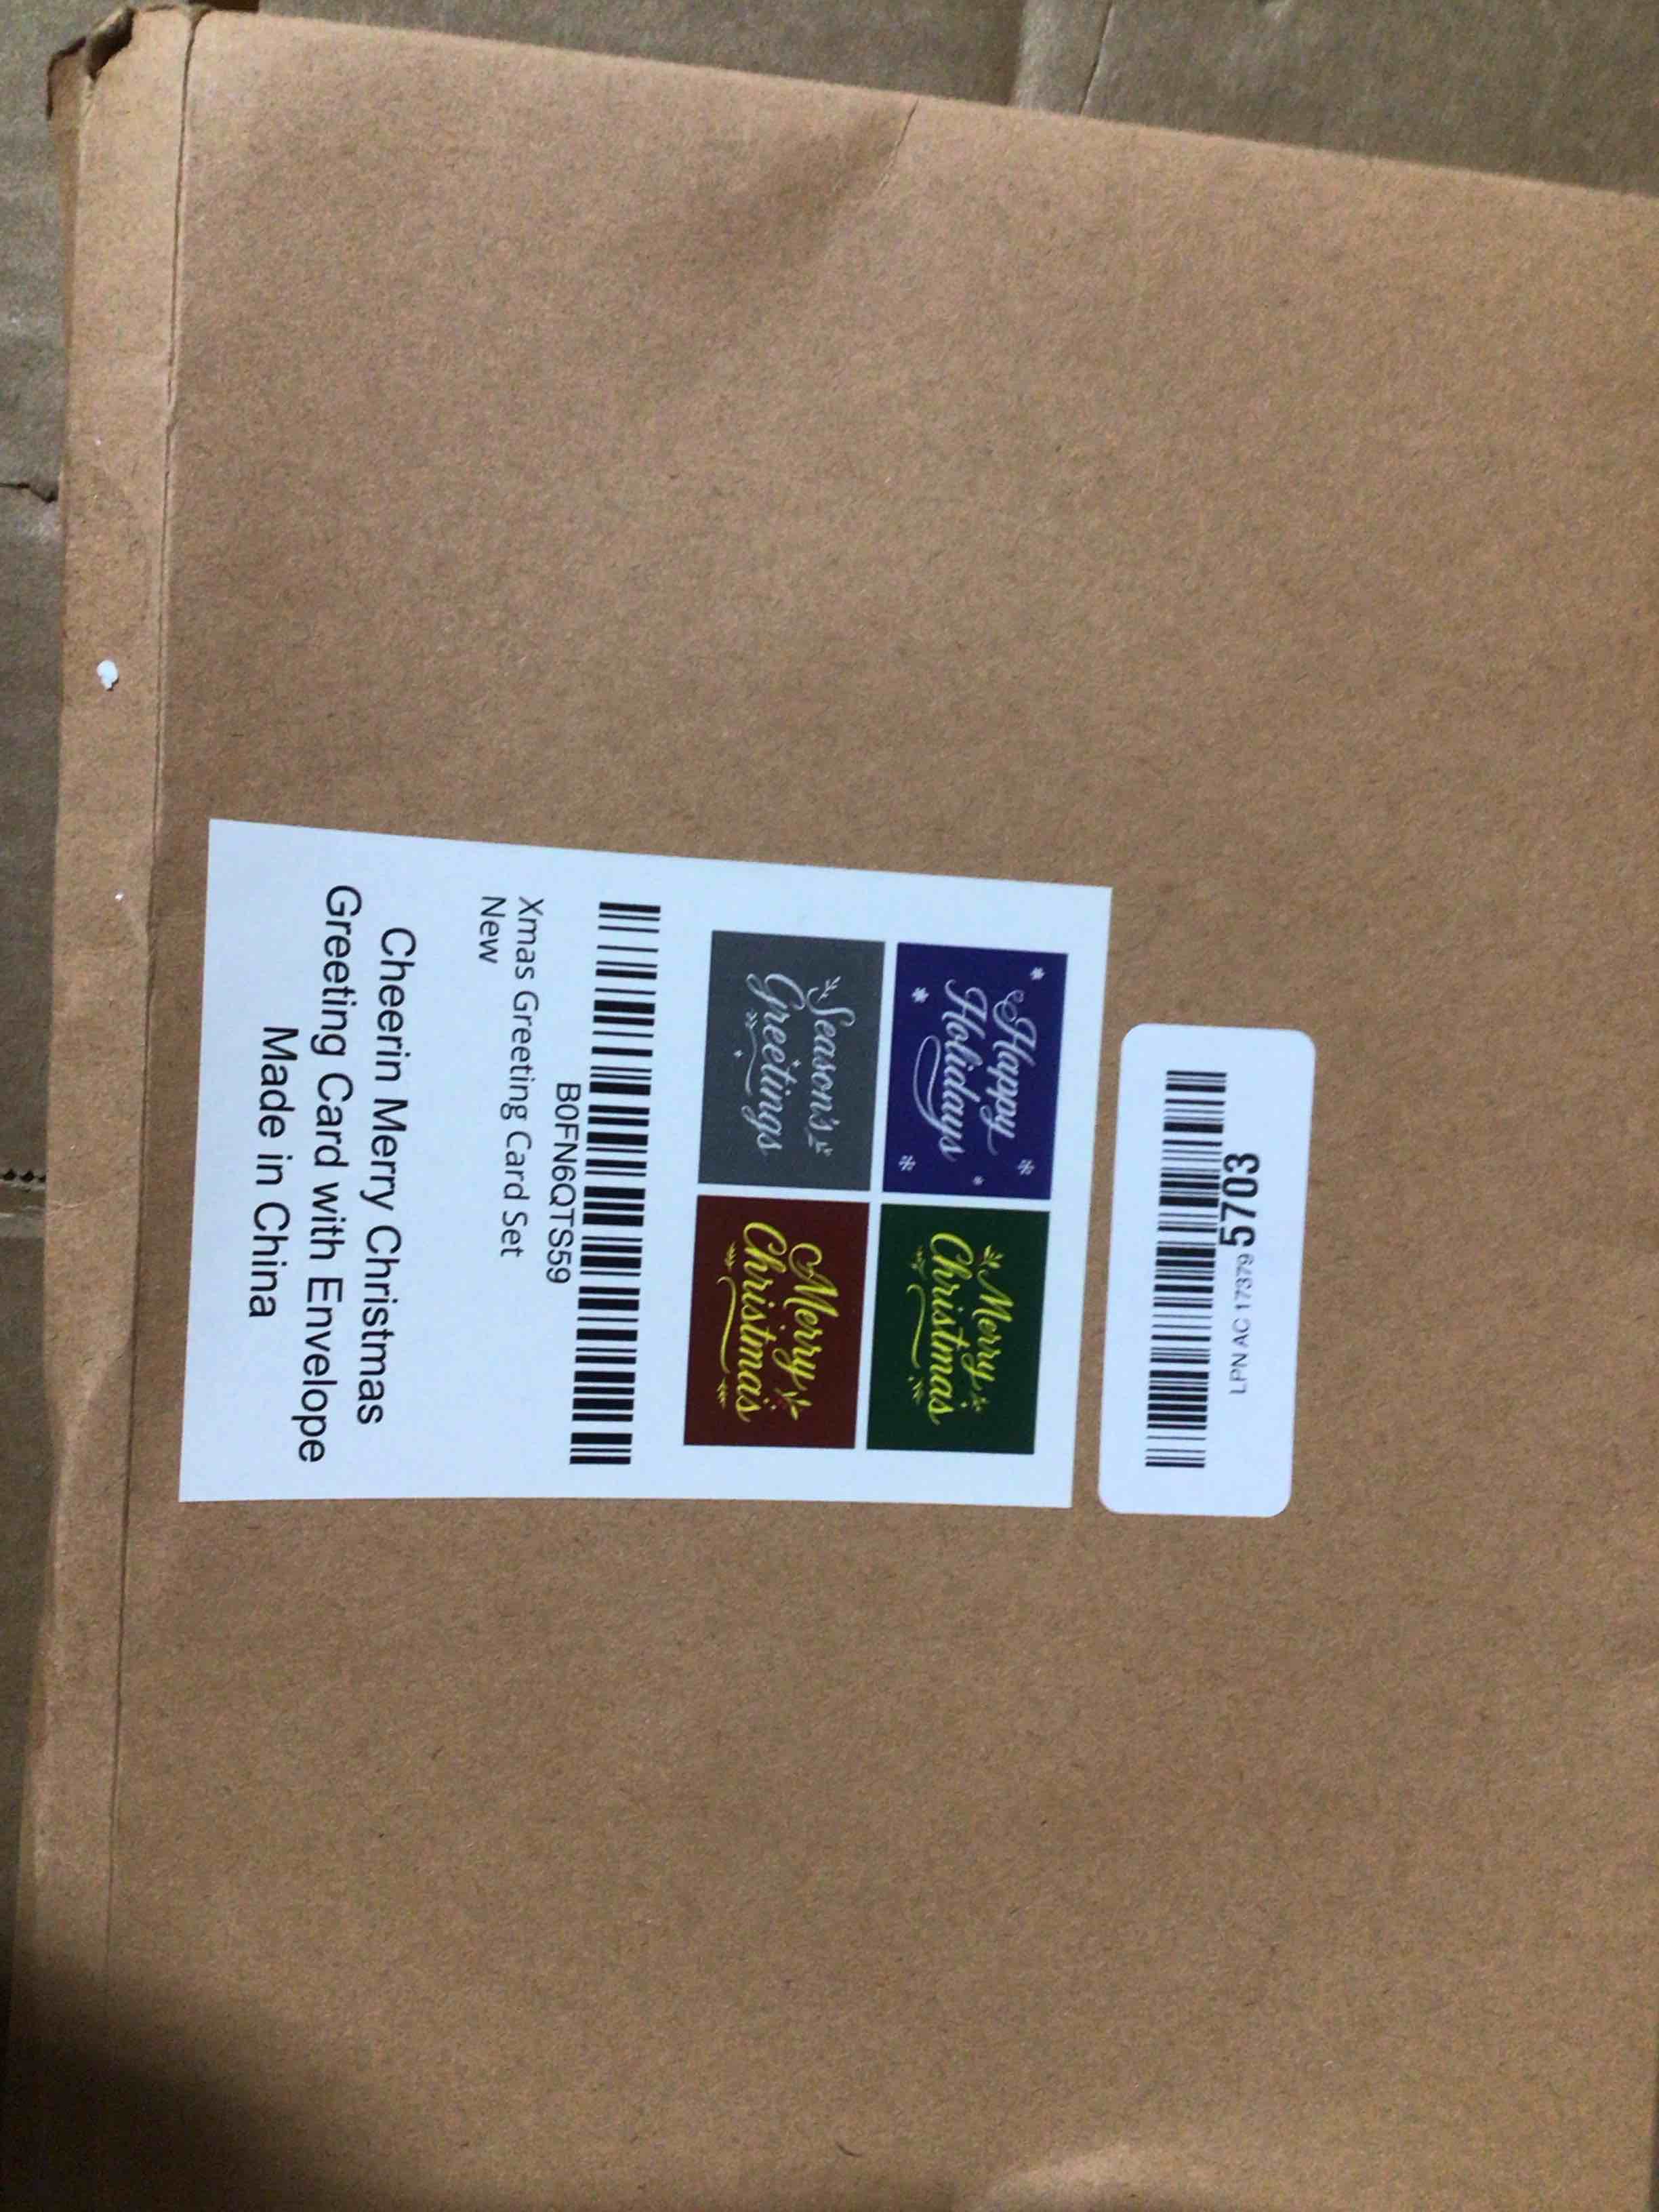 LPN AC 17379 5703
Happy
Holidays
Merry
Christmas
Season's
Greetings
Merry
Christmas
B0FN6QTS59
Xmas Greeting Card Set
New
Cheerin Merry Christmas
Greeting Card with Envelope
Made in China